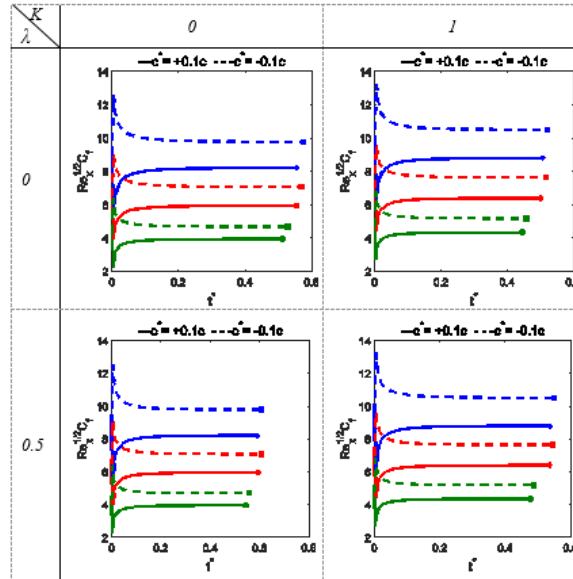 K
λ
0
1
0
c* = +0.1c c* = -0.1c
14
12
10
8
6
4
2
Re_x^1/2 C_f
0 0.2 0.4 0.6 0.8
t*
c* = +0.1c c* = -0.1c
14
12
10
8
6
4
2
Re_x^1/2 C_f
0 0.2 0.4 0.6
t*
0.5
c* = +0.1c c* = -0.1c
14
12
10
8
6
4
2
Re_x^1/2 C_f
0 0.2 0.4 0.6 0.8
t*
c* = +0.1c c* = -0.1c
14
12
10
8
6
4
2
Re_x^1/2 C_f
0 0.2 0.4 0.6
t*